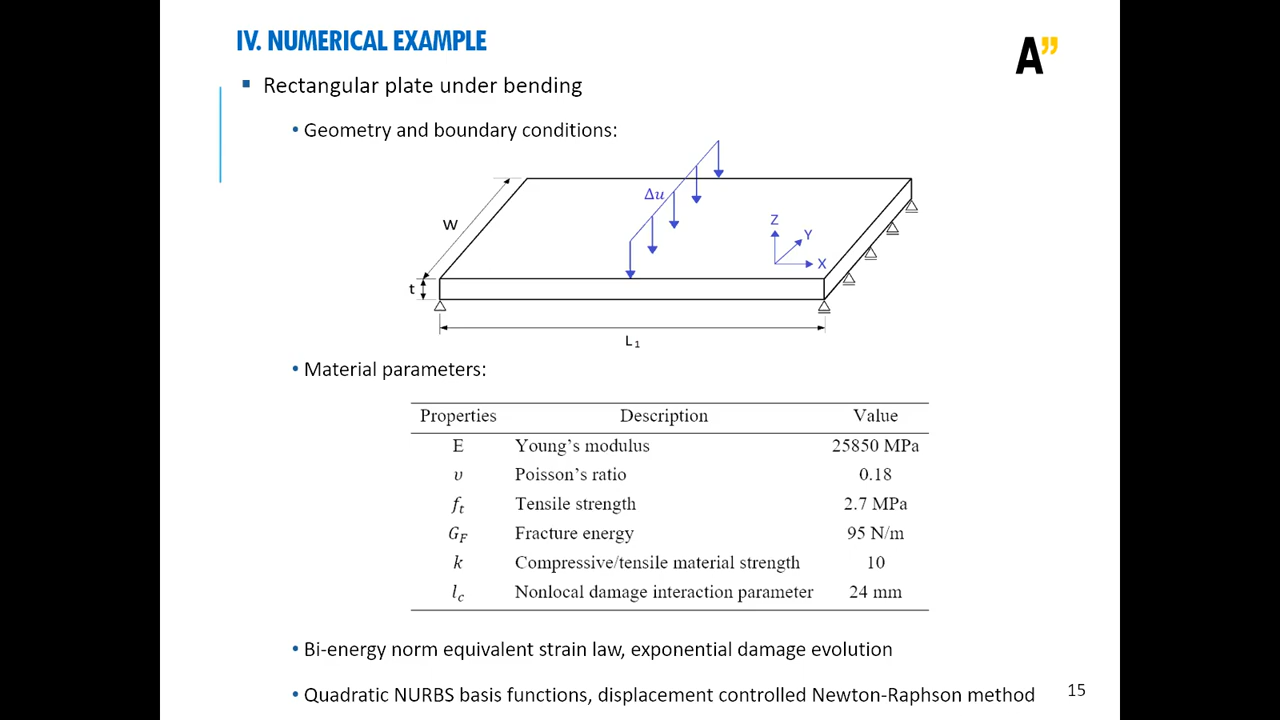 IV. NUMERICAL EXAMPLE
A”
▪ Rectangular plate under bending
• Geometry and boundary conditions:
Δu
W
Z
Y
X
t
L₁
• Material parameters:
Properties Description Value
E Young’s modulus 25850 MPa
υ Poisson’s ratio 0.18
fₜ Tensile strength 2.7 MPa
G_F Fracture energy 95 N/m
k Compressive/tensile material strength 10
l_c Nonlocal damage interaction parameter 24 mm
• Bi-energy norm equivalent strain law, exponential damage evolution
• Quadratic NURBS basis functions, displacement controlled Newton-Raphson method
15